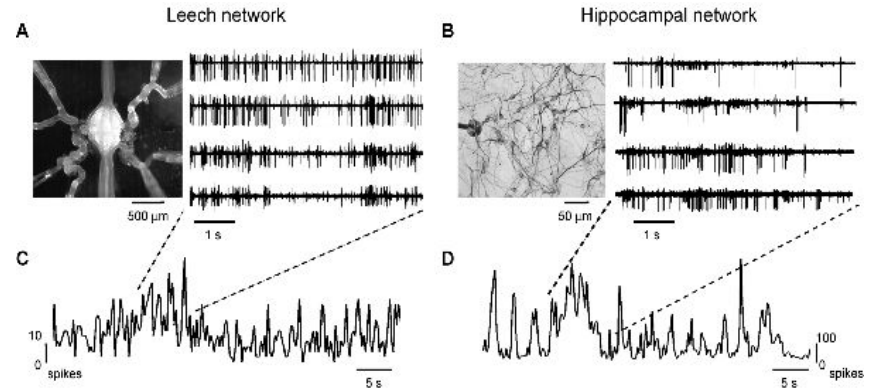 Leech network
Hippocampal network
A
B
500 µm
1 s
50 µm
1 s
C
D
10
0
spikes
5 s
5 s
100
0
spikes